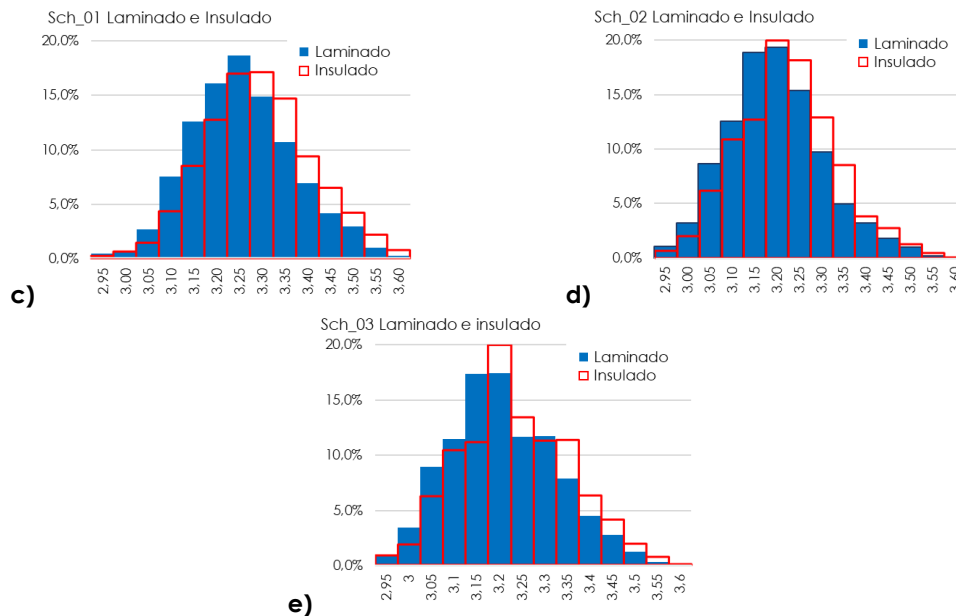 Sch_01 Laminado e Insulado
20,0%
15,0%
10,0%
5,0%
0,0%
Laminado
Insulado
2.95 3.00 3.05 3.10 3.15 3.20 3.25 3.30 3.35 3.40 3.45 3.50 3.55 3.60
c)
Sch_02 Laminado e Insulado
20,0%
15,0%
10,0%
5,0%
0,0%
Laminado
Insulado
2.95 3.00 3.05 3.10 3.15 3.20 3.25 3.30 3.35 3.40 3.45 3.50 3.55 3.60
d)
Sch_03 Laminado e insulado
20,0%
15,0%
10,0%
5,0%
0,0%
Laminado
Insulado
2.95 3 3.05 3.1 3.15 3.2 3.25 3.3 3.35 3.4 3.45 3.5 3.55 3.6
e)